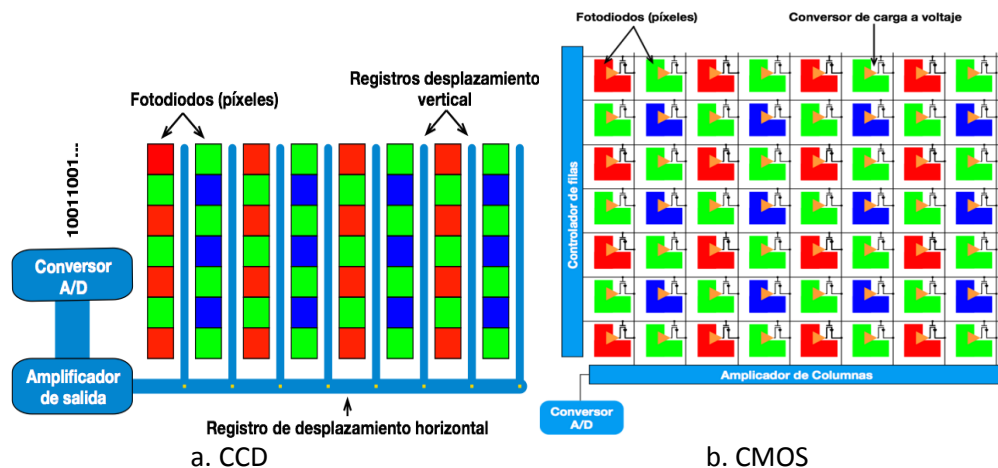 Fotodiodos (píxeles)
Registros desplazamiento
vertical
10011001...
Conversor
A/D
Amplificador
de salida
Registro de desplazamiento horizontal
a. CCD
Fotodiodos (píxeles)
Conversor de carga a voltaje
Controlador de filas
Amplicador de Columnas
Conversor
A/D
b. CMOS